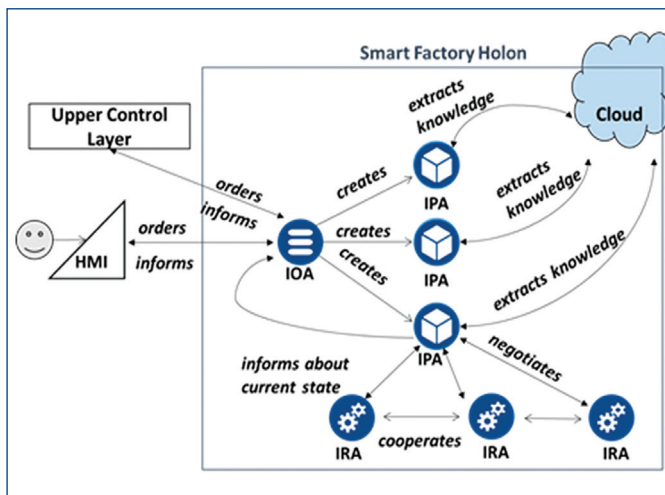 Smart Factory Holon
Upper Control
Layer
extracts
knowledge
Cloud
IPA
orders
informs
creates
extracts
knowledge
HMI
orders
informs
IOA
creates
IPA
creates
extracts knowledge
IPA
informs about
current state
negotiates
IRA
cooperates
IRA
IRA